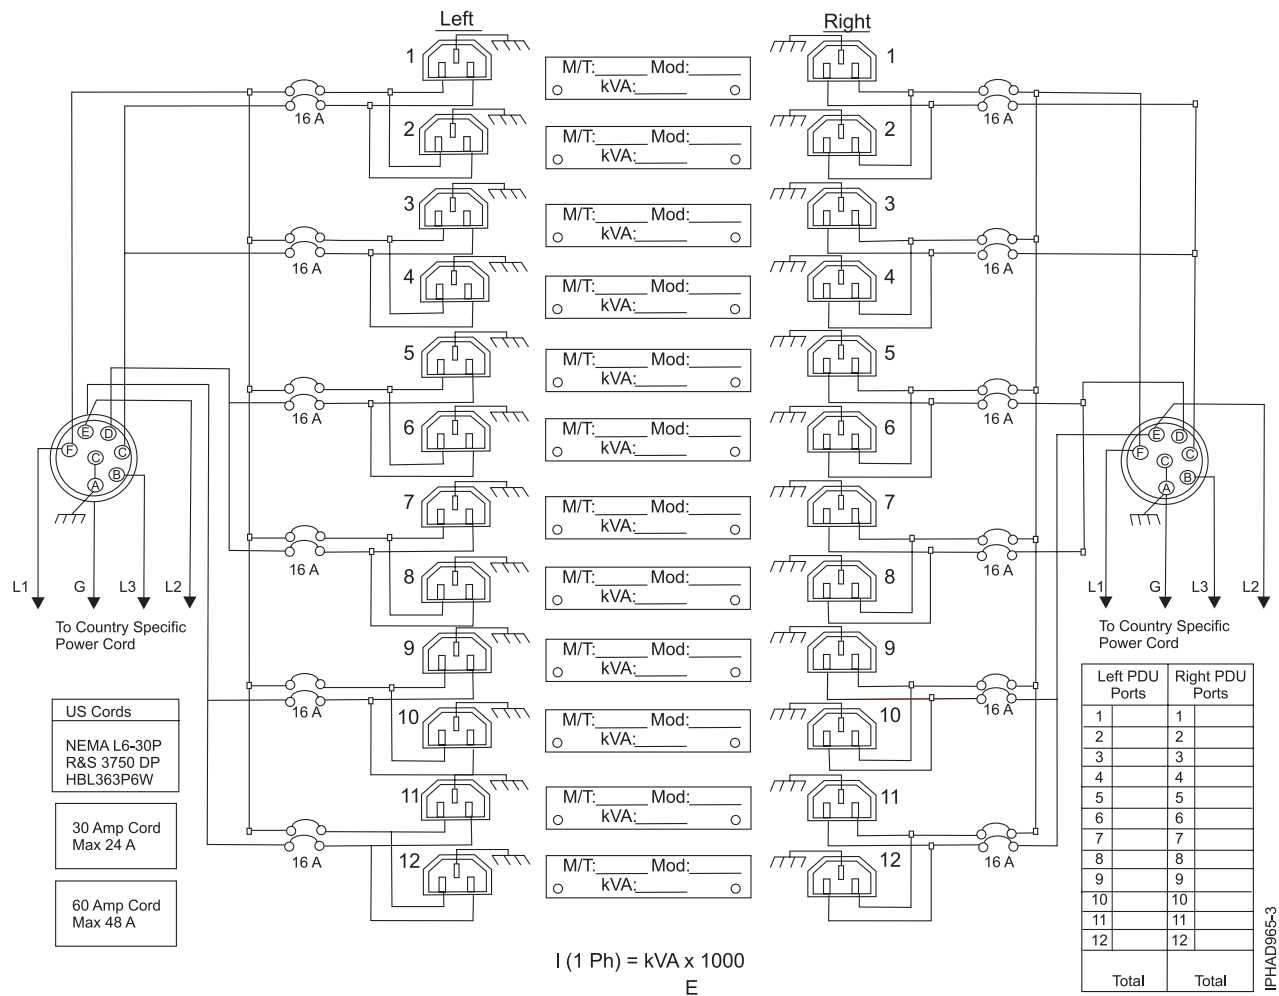 Left
Right
1
M/T:______ Mod:______
kVA:______
1
16 A
16 A
2
M/T:______ Mod:______
kVA:______
2
3
M/T:______ Mod:______
kVA:______
3
16 A
16 A
4
M/T:______ Mod:______
kVA:______
4
5
M/T:______ Mod:______
kVA:______
5
16 A
16 A
6
M/T:______ Mod:______
kVA:______
6
E D
F C
C
B
A
E D
F C
C
B
A
7
M/T:______ Mod:______
kVA:______
7
16 A
16 A
8
M/T:______ Mod:______
kVA:______
8
L1 G L3 L2
To Country Specific
Power Cord
L1 G L3 L2
To Country Specific
Power Cord
9
M/T:______ Mod:______
kVA:______
9
16 A
16 A
10
M/T:______ Mod:______
kVA:______
10
11
M/T:______ Mod:______
kVA:______
11
16 A
16 A
12
M/T:______ Mod:______
kVA:______
12
US Cords
NEMA L6-30P
R&S 3750 DP
HBL363P6W
30 Amp Cord
Max 24 A
60 Amp Cord
Max 48 A
I (1 Ph) = kVA x 1000
E
Left PDU Right PDU
Ports Ports
1 1
2 2
3 3
4 4
5 5
6 6
7 7
8 8
9 9
10 10
11 11
12 12
Total Total
IPHAD965-3